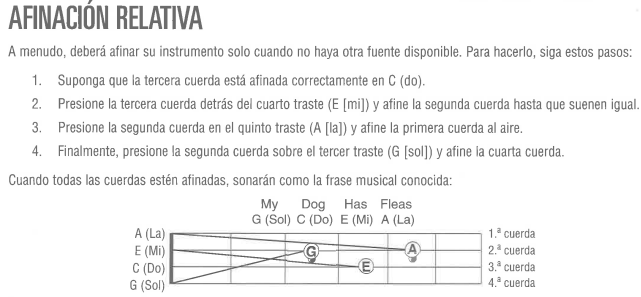 AFINACIÓN RELATIVA
A menudo, deberá afinar su instrumento solo cuando no haya otra fuente disponible. Para hacerlo, siga estos pasos:
1. Suponga que la tercera cuerda está afinada correctamente en C (do).
2. Presione la tercera cuerda detrás del cuarto traste (E [mi]) y afine la segunda cuerda hasta que suenen igual.
3. Presione la segunda cuerda en el quinto traste (A [la]) y afine la primera cuerda al aire.
4. Finalmente, presione la segunda cuerda sobre el tercer traste (G [sol]) y afine la cuarta cuerda.
Cuando todas las cuerdas estén afinadas, sonarán como la frase musical conocida:
My Dog Has Fleas
G (Sol) C (Do) E (Mi) A (La)
A (La) 1.ª cuerda
E (Mi) G A 2.ª cuerda
C (Do) E 3.ª cuerda
G (Sol) 4.ª cuerda